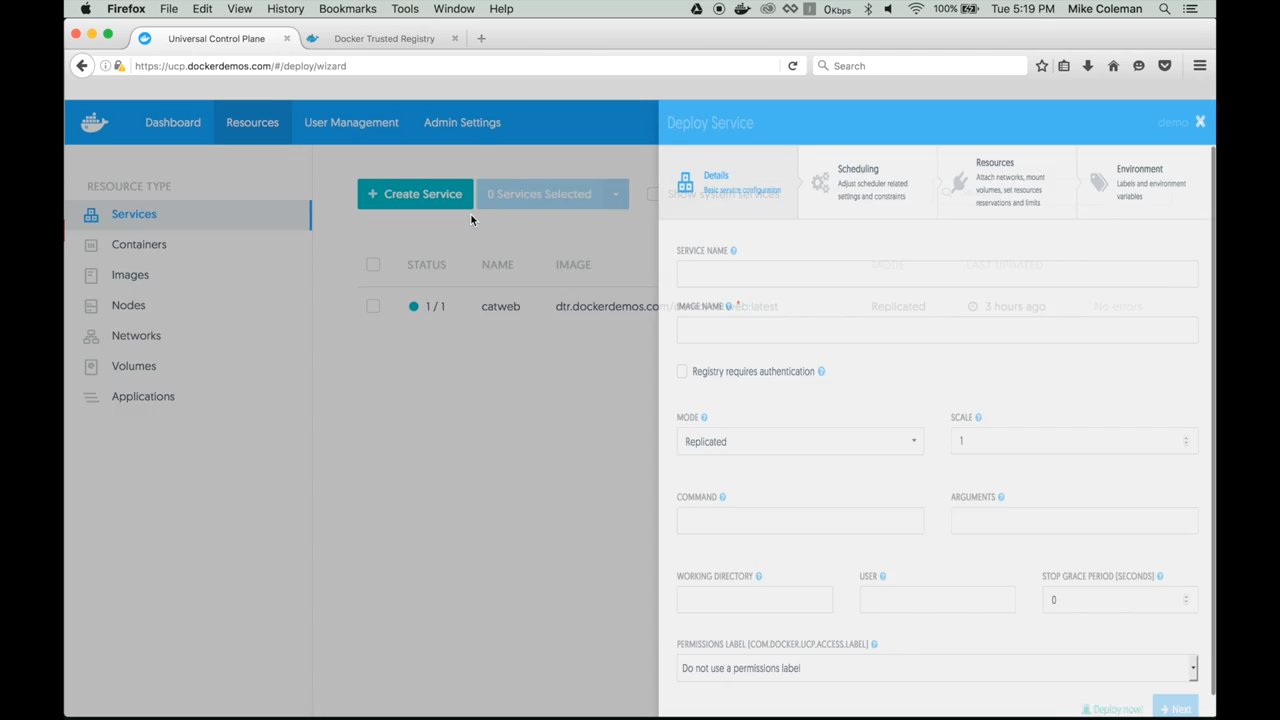 Firefox File Edit View History Bookmarks Tools Window Help 0Kbps 100% Tue 5:19 PM Mike Coleman
Universal Control Plane Docker Trusted Registry
https://ucp.dockerdemos.com/#/deploy/wizard Search
Dashboard Resources User Management Admin Settings Deploy Service demo
RESOURCE TYPE
Services
Containers
Images
Nodes
Networks
Volumes
Applications
+ Create Service 0 Services Selected Show system services
STATUS NAME IMAGE MODE LAST UPDATED
1 / 1 catweb dtr.dockerdemos.com/ web:latest Replicated 3 hours ago No errors
Details
Basic service configuration
Scheduling
Adjust scheduler related
settings and constraints
Resources
Attach networks, mount
volumes, set resources
reservations and limits
Environment
Labels and environment
variables
SERVICE NAME
IMAGE NAME *
Registry requires authentication
MODE SCALE
Replicated 1
COMMAND ARGUMENTS
WORKING DIRECTORY USER STOP GRACE PERIOD [SECONDS]
0
PERMISSIONS LABEL [COM.DOCKER.UCP.ACCESS.LABEL]
Do not use a permissions label
Deploy now! Next